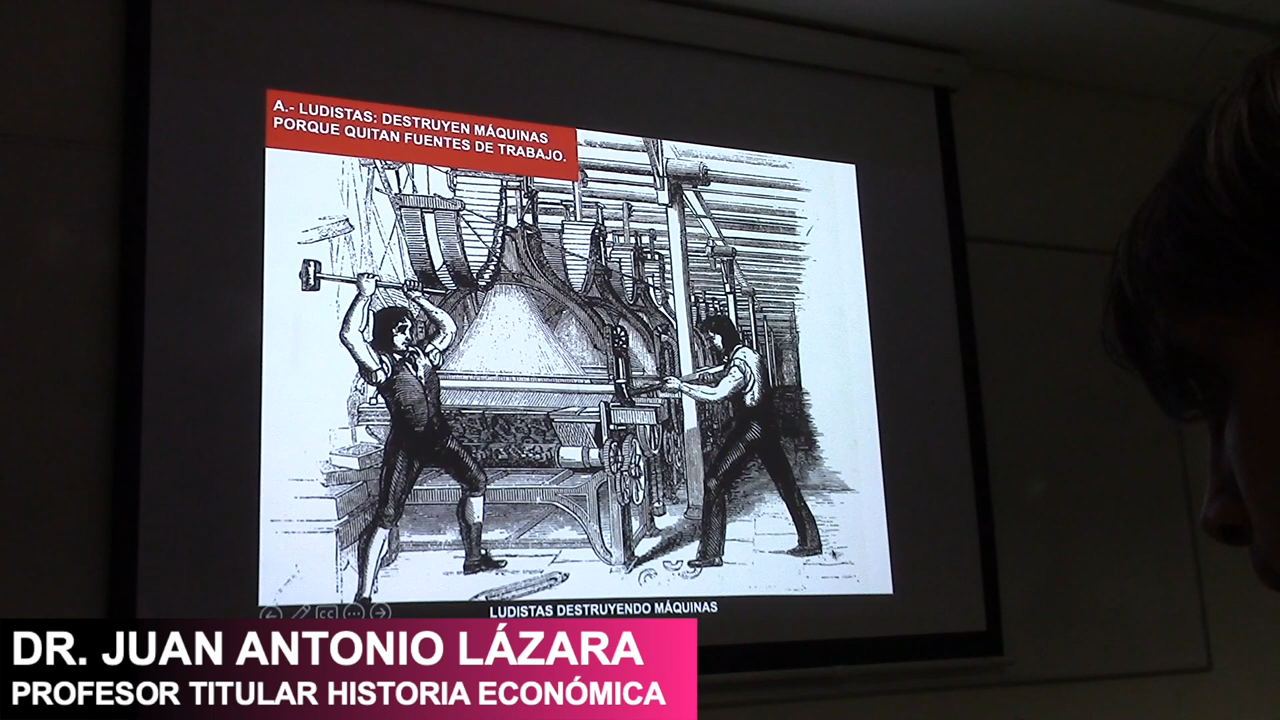 A.- LUDISTAS: DESTRUYEN MÁQUINAS
PORQUE QUITAN FUENTES DE TRABAJO.
CC
LUDISTAS DESTRUYENDO MÁQUINAS
DR. JUAN ANTONIO LÁZARA
PROFESOR TITULAR HISTORIA ECONÓMICA